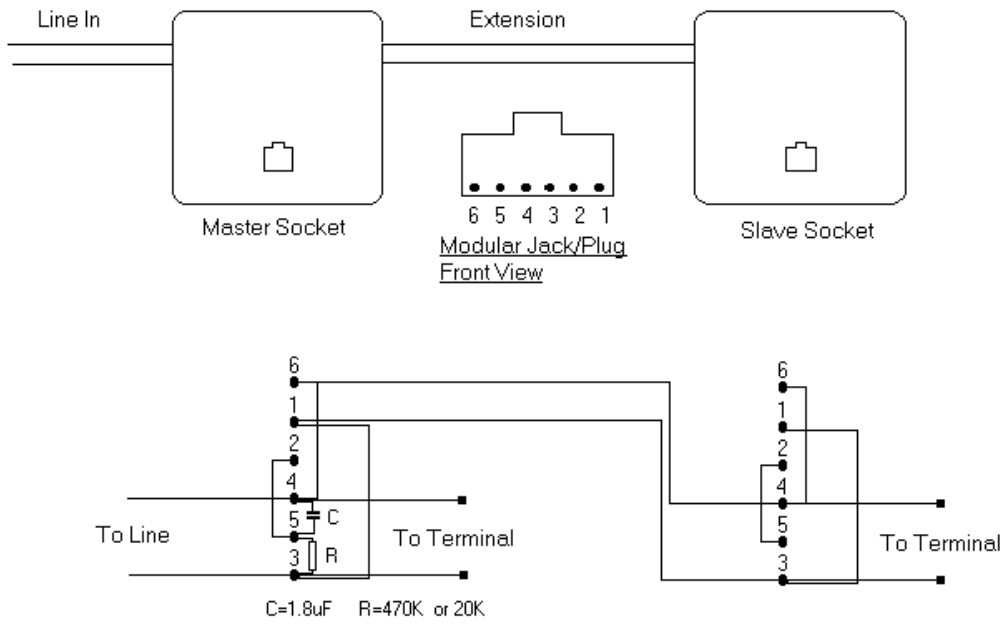 Line In
Extension
6 5 4 3 2 1
Master Socket
Modular Jack/Plug
Front View
Slave Socket
6
1
2
4
5
3
C
R
To Line
To Terminal
C=1.8uF R=470K or 20K
6
1
2
4
5
3
To Terminal